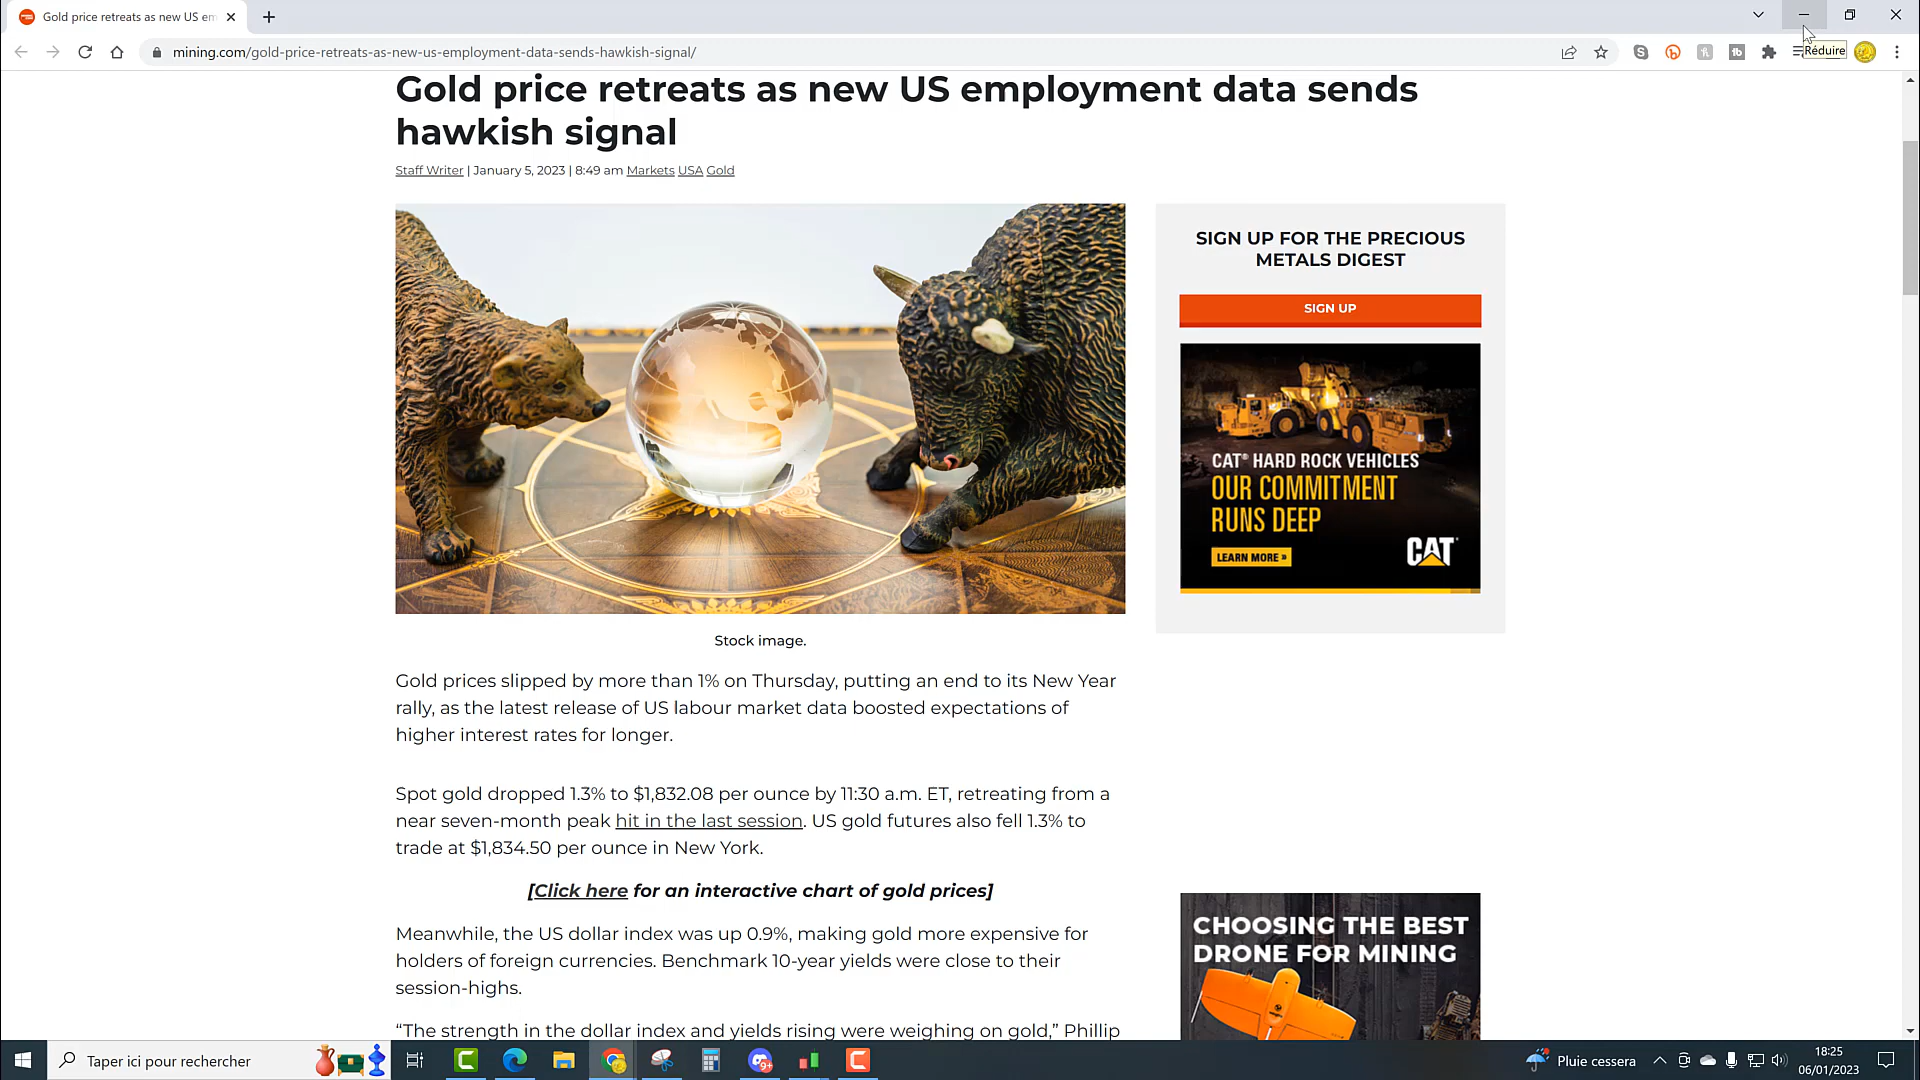 Gold price retreats as new US em
mining.com/gold-price-retreats-as-new-us-employment-data-sends-hawkish-signal/
Réduire
Gold price retreats as new US employment data sends
hawkish signal
Staff Writer | January 5, 2023 | 8:49 am Markets USA Gold
SIGN UP FOR THE PRECIOUS
METALS DIGEST
SIGN UP
CAT® HARD ROCK VEHICLES
OUR COMMITMENT
RUNS DEEP
LEARN MORE »
CAT
Stock image.
Gold prices slipped by more than 1% on Thursday, putting an end to its New Year
rally, as the latest release of US labour market data boosted expectations of
higher interest rates for longer.
Spot gold dropped 1.3% to $1,832.08 per ounce by 11:30 a.m. ET, retreating from a
near seven-month peak hit in the last session. US gold futures also fell 1.3% to
trade at $1,834.50 per ounce in New York.
[Click here for an interactive chart of gold prices]
Meanwhile, the US dollar index was up 0.9%, making gold more expensive for
holders of foreign currencies. Benchmark 10-year yields were close to their
session-highs.
“The strength in the dollar index and yields rising were weighing on gold,” Phillip
CHOOSING THE BEST
DRONE FOR MINING
Taper ici pour rechercher
Pluie cessera
18:25
06/01/2023